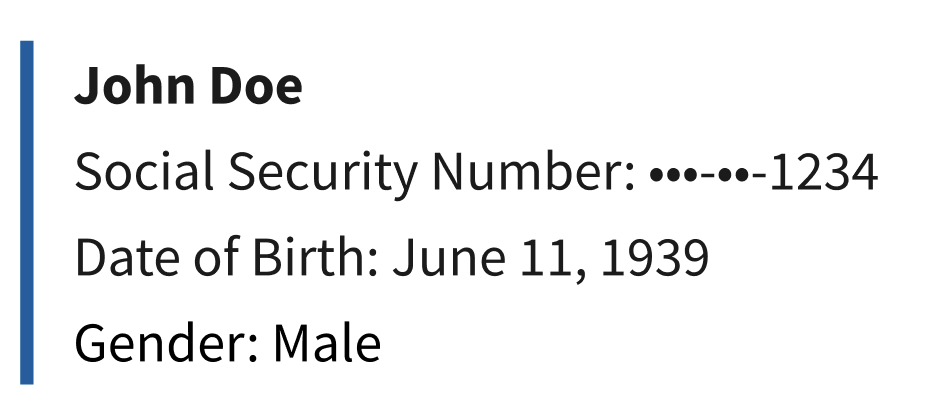 John Doe
Social Security Number: •••-••-1234
Date of Birth: June 11, 1939
Gender: Male